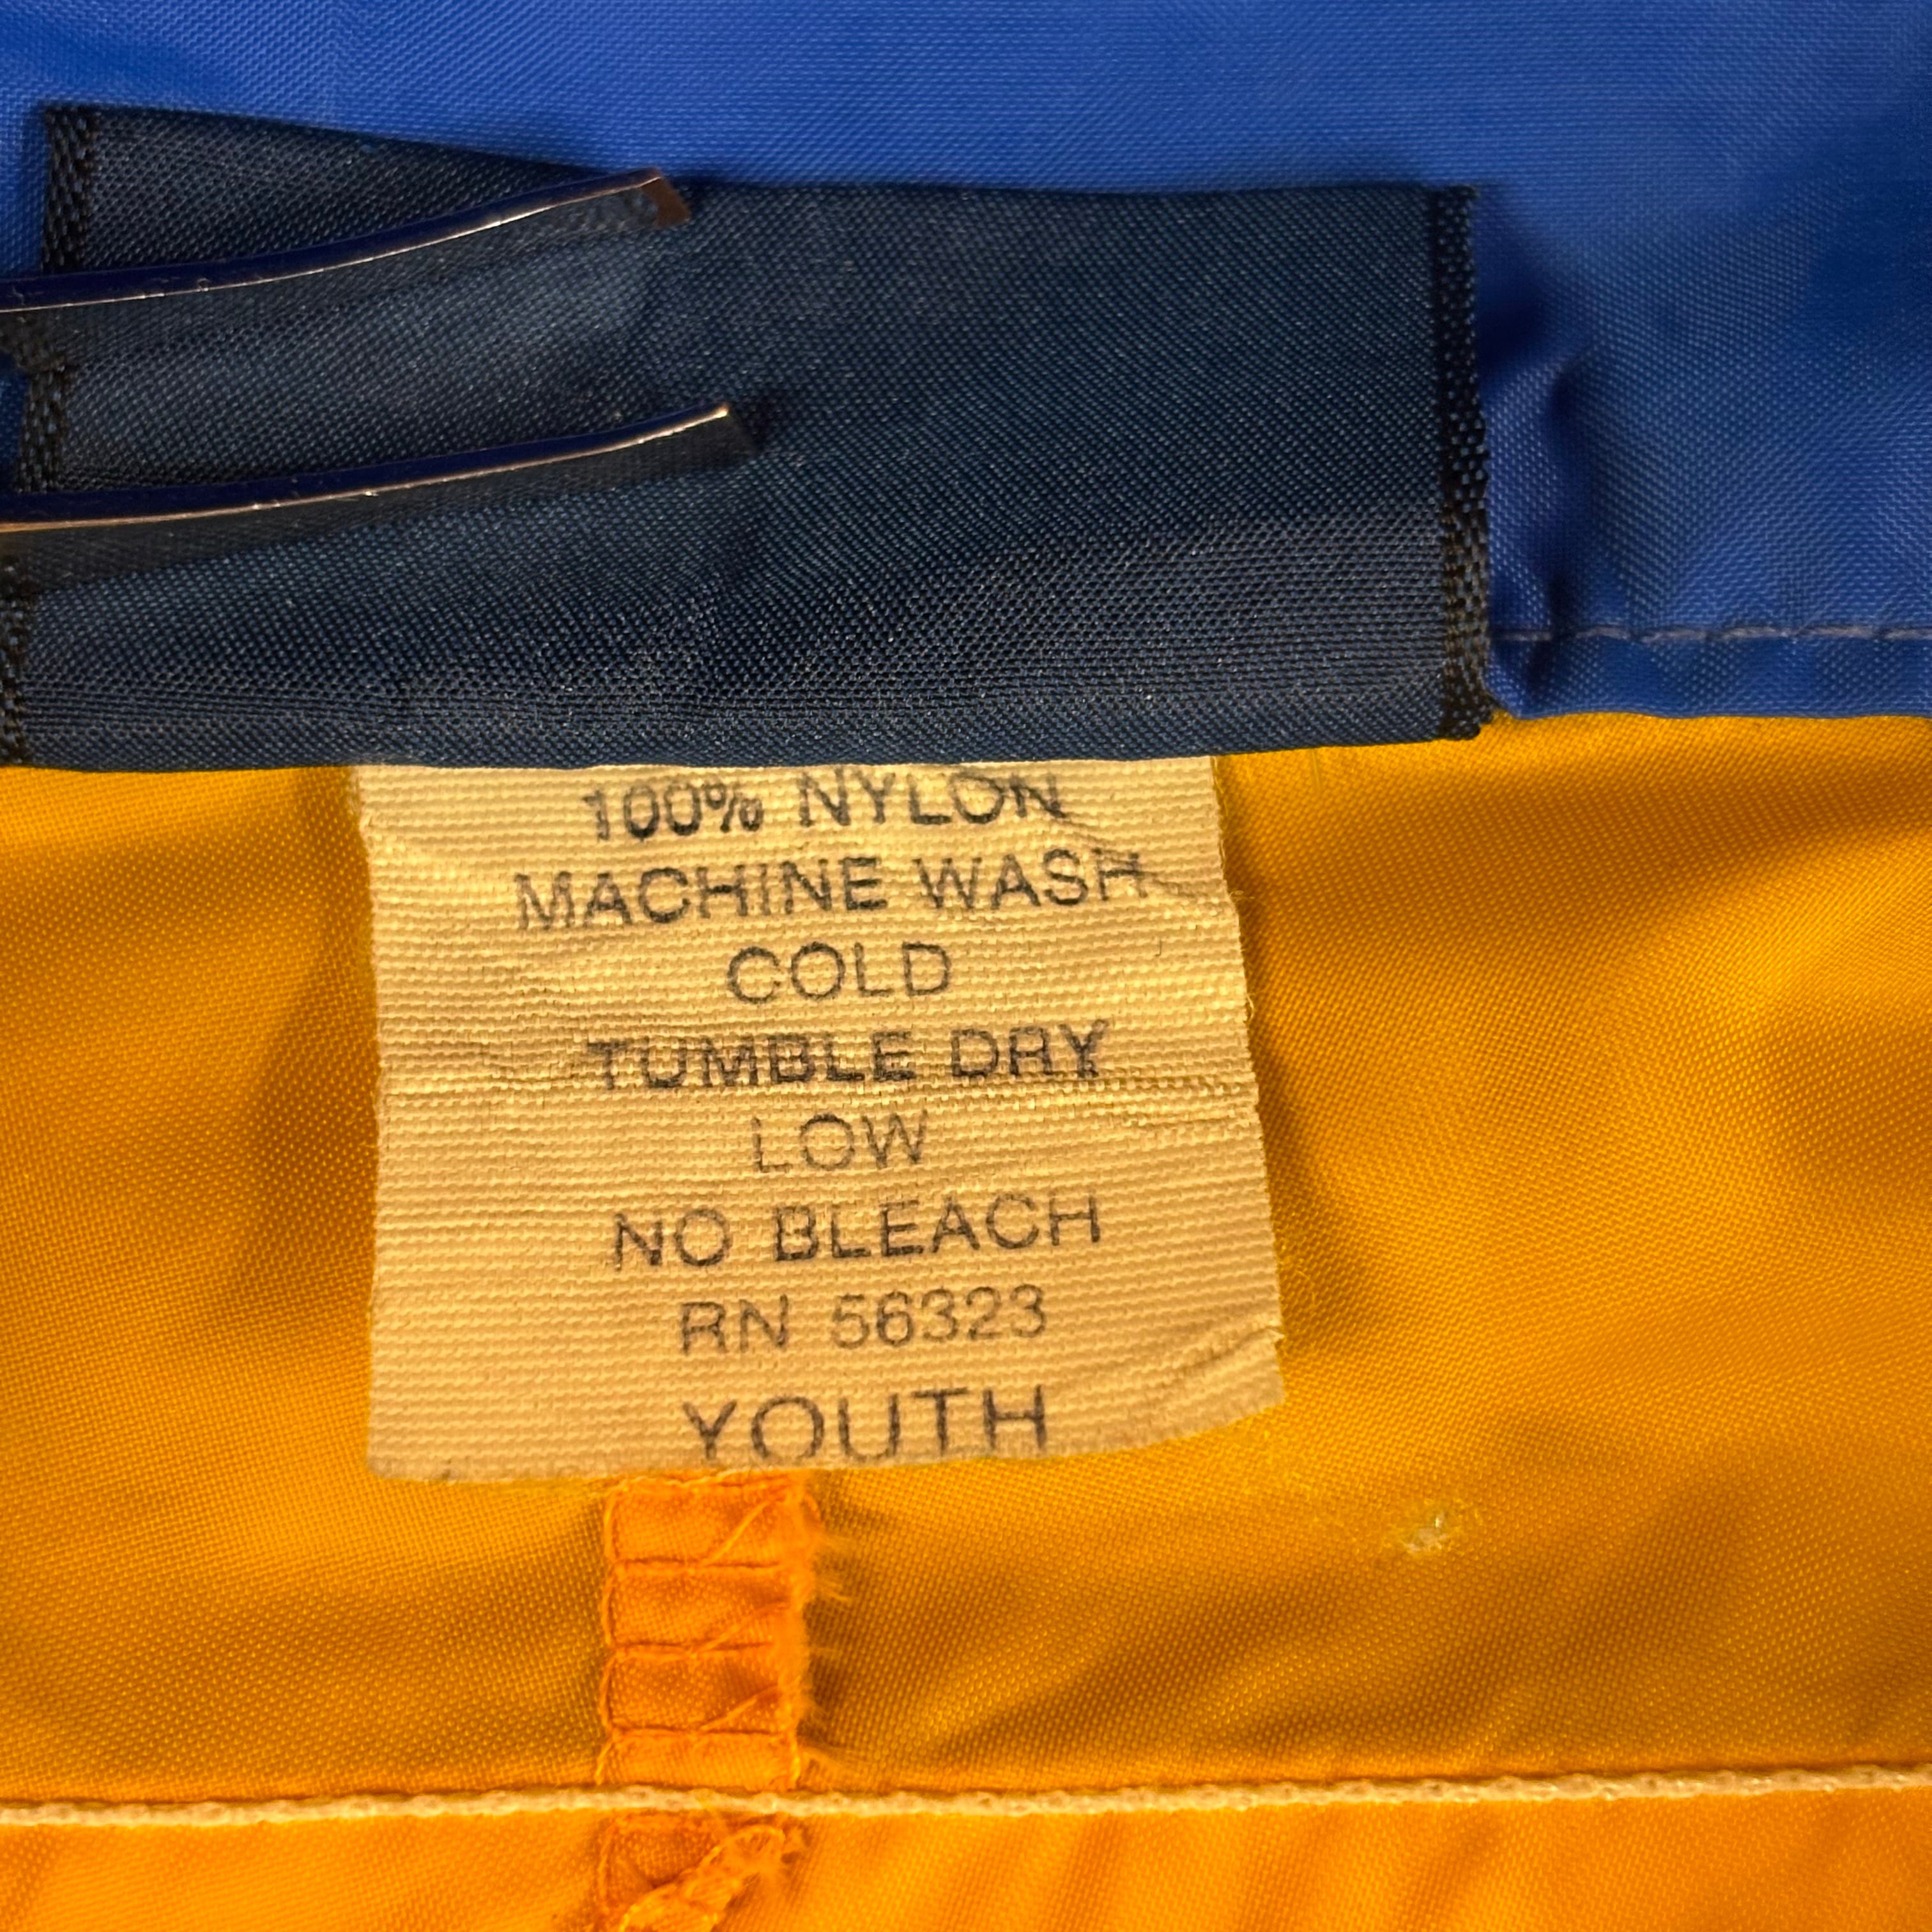 100% NYLON
MACHINE WASH
COLD
TUMBLE DRY
LOW
NO BLEACH
RN 56323
YOUTH